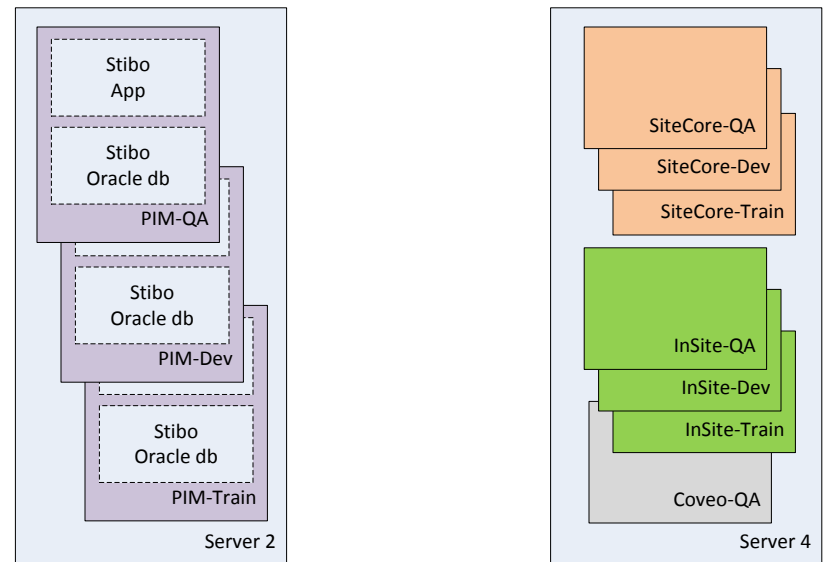 Stibo
App
Stibo
Oracle db
PIM-QA
Stibo
Oracle db
PIM-Dev
Stibo
Oracle db
PIM-Train
Server 2
SiteCore-QA
SiteCore-Dev
SiteCore-Train
InSite-QA
InSite-Dev
InSite-Train
Coveo-QA
Server 4